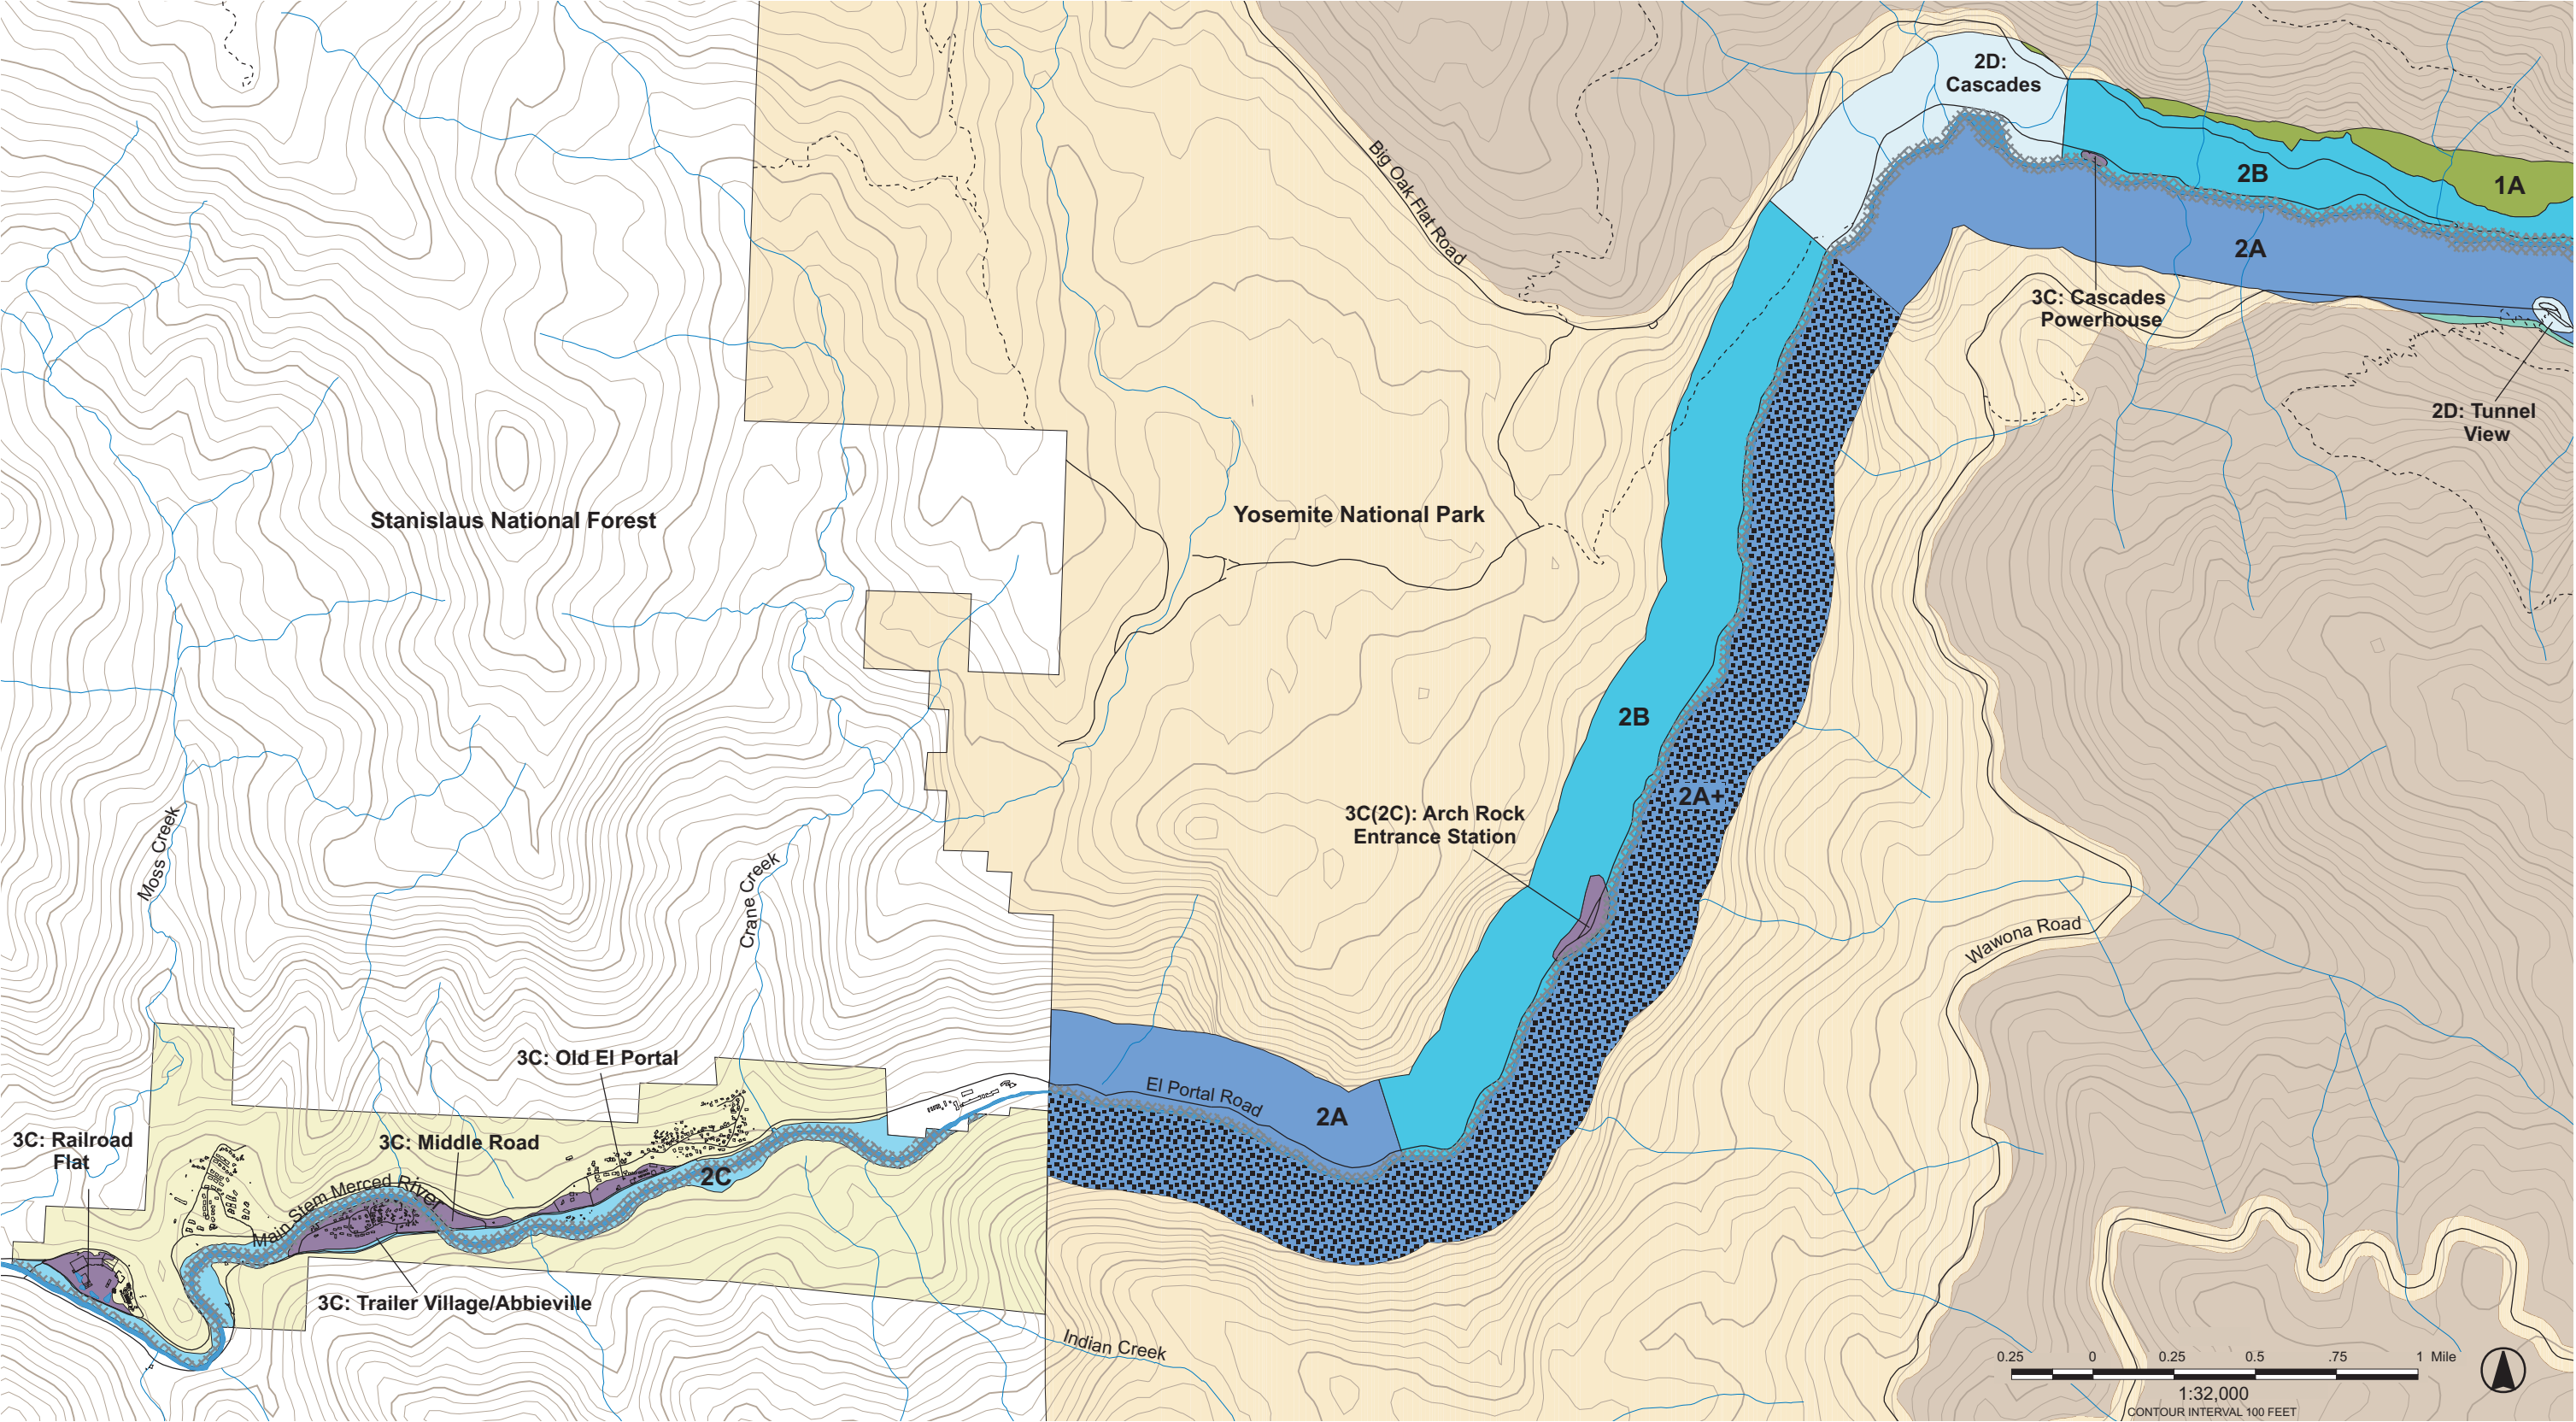 2D:
Cascades
Big Oak Flat Road
2B
1A
2A
3C: Cascades
Powerhouse
2D: Tunnel
View
Stanislaus National Forest
Yosemite National Park
2B
2A+
3C(2C): Arch Rock
Entrance Station
Moss Creek
Crane Creek
Wawona Road
3C: Old El Portal
El Portal Road
2A
3C: Railroad
Flat
3C: Middle Road
2C
Main Stem Merced River
3C: Trailer Village/Abbieville
Indian Creek
0.25 0 0.25 0.5 .75 1 Mile
1:32,000
CONTOUR INTERVAL 100 FEET